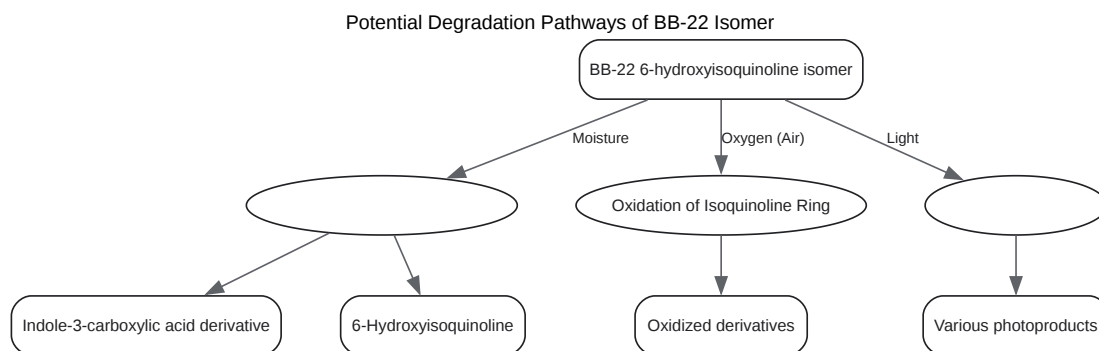 Potential Degradation Pathways of BB-22 Isomer
BB-22 6-hydroxyisoquinoline isomer
Moisture
Oxygen (Air)
Light
Oxidation of Isoquinoline Ring
Indole-3-carboxylic acid derivative
6-Hydroxyisoquinoline
Oxidized derivatives
Various photoproducts